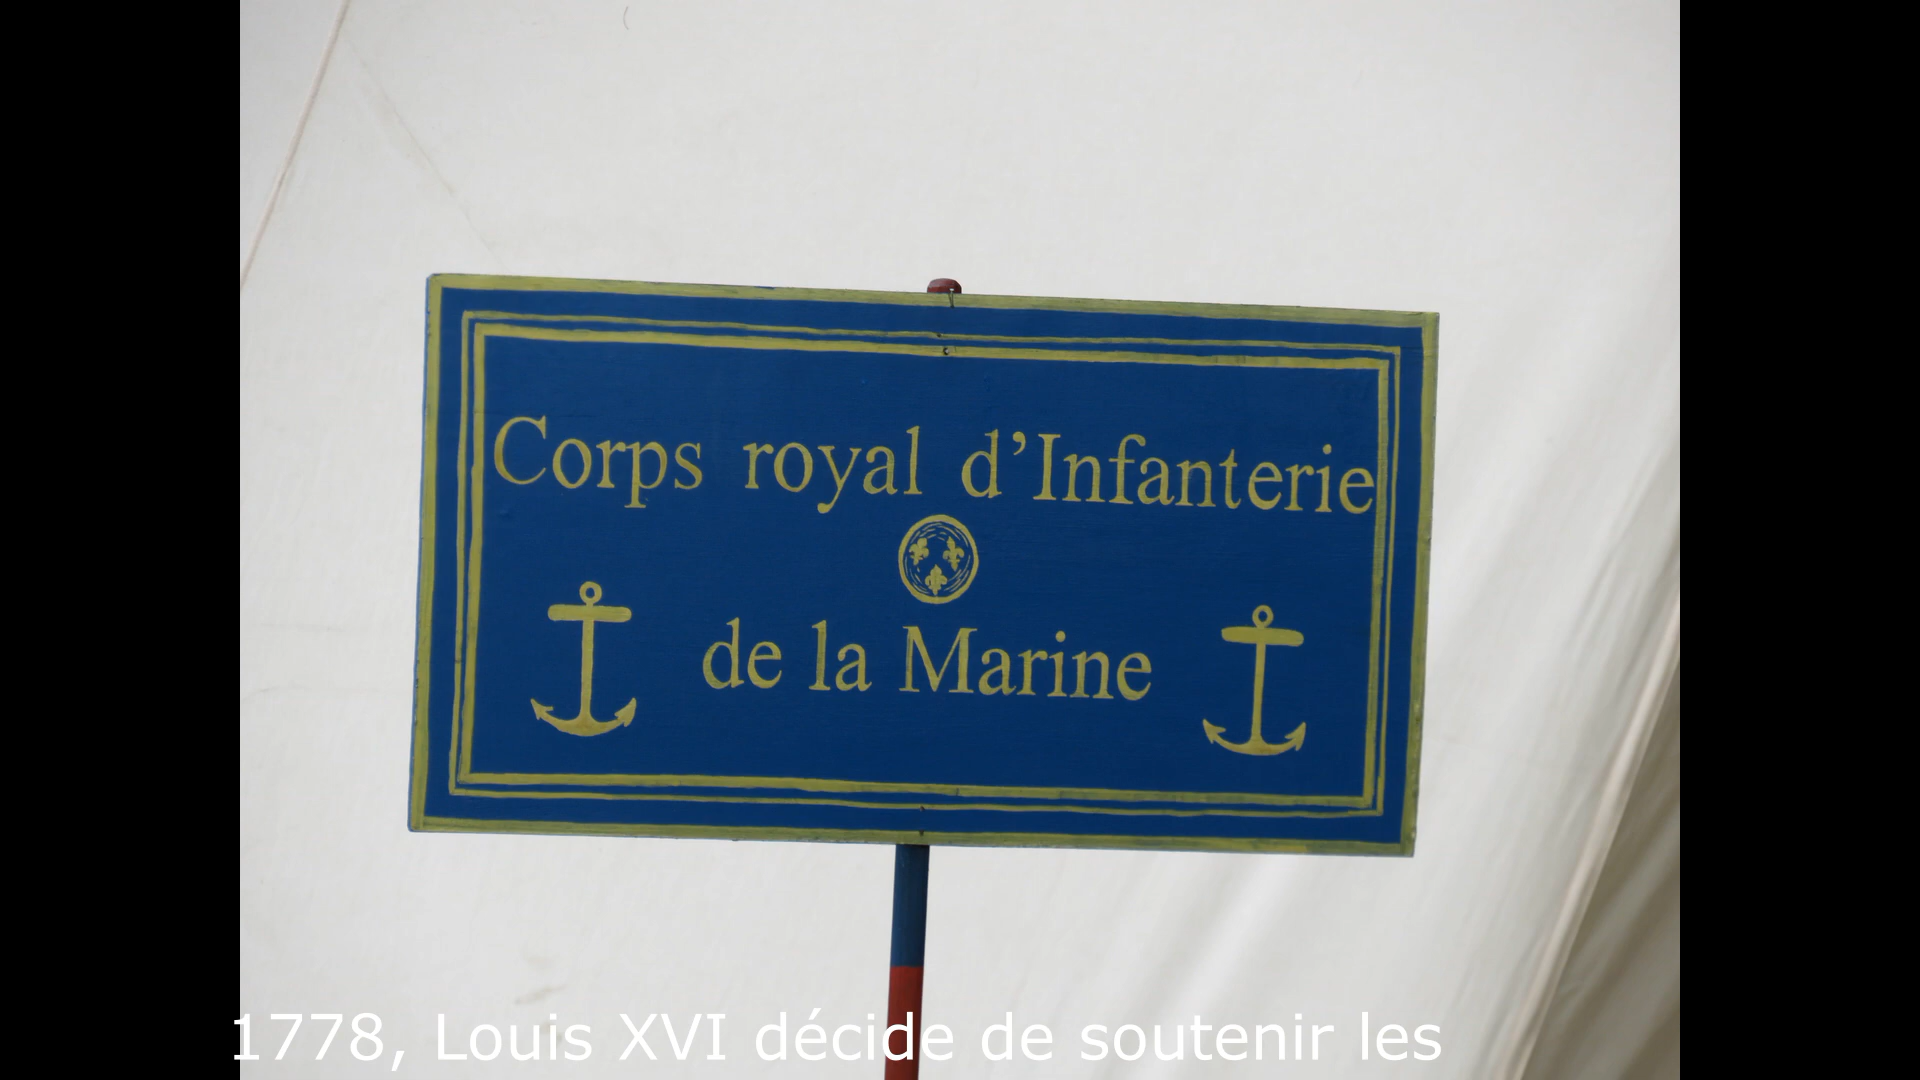 Corps royal d'Infanterie
de la Marine
1778, Louis XVI décide de soutenir les